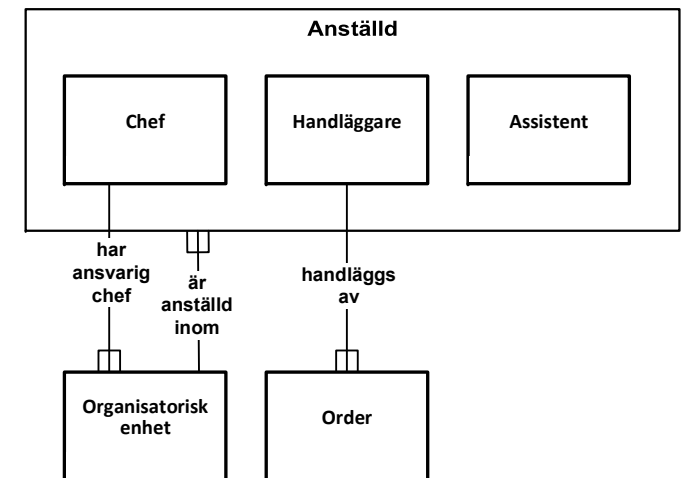 Anställd
Chef
Handläggare
Assistent
har
ansvarig
chef
är
anställd
inom
handläggs
av
Organisatorisk
enhet
Order